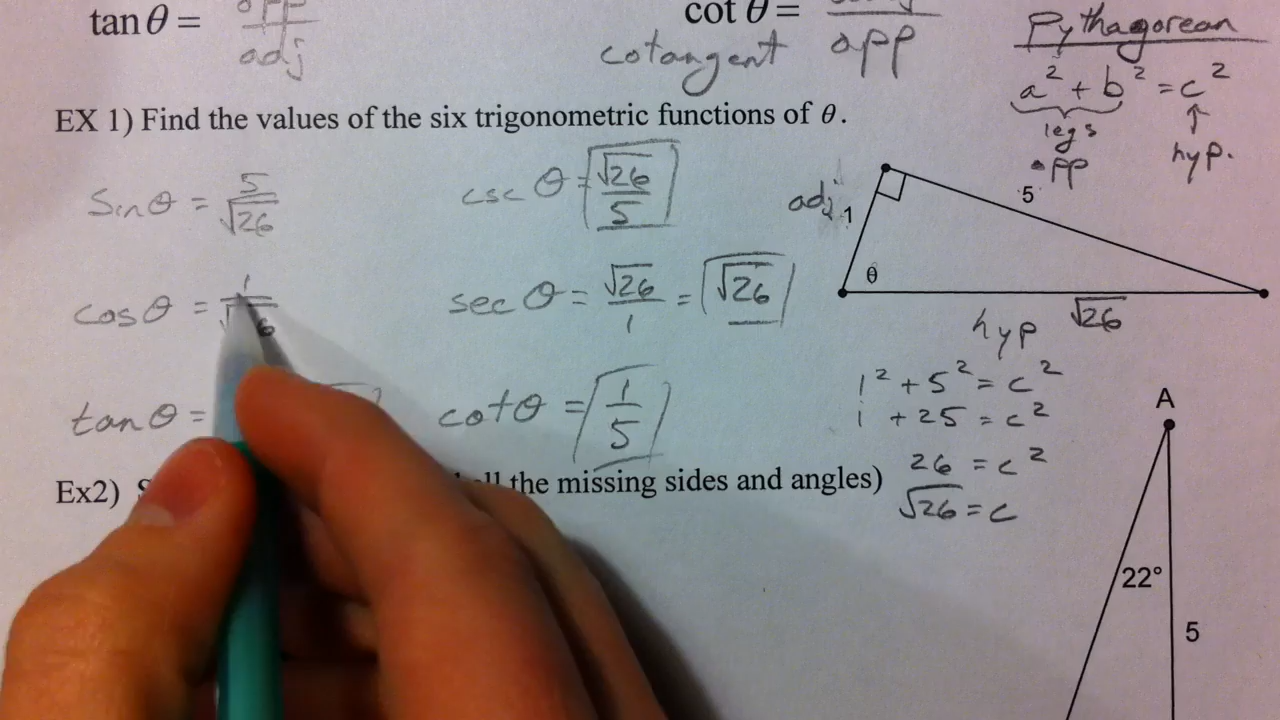 tan θ = opp/adj
cot θ = /opp
cotangent
Pythagorean
a² + b² = c²
legs
opp
hyp.
EX 1) Find the values of the six trigonometric functions of θ.
Sin θ = 5/√26
csc θ = √26/5
adj. 1
5
θ
cos θ = 1/√26
sec θ = √26/1 = √26
hyp √26
tan θ =
cot θ = 1/5
1² + 5² = c²
1 + 25 = c²
26 = c²
√26 = c
Ex2)
the missing sides and angles)
A
22°
5